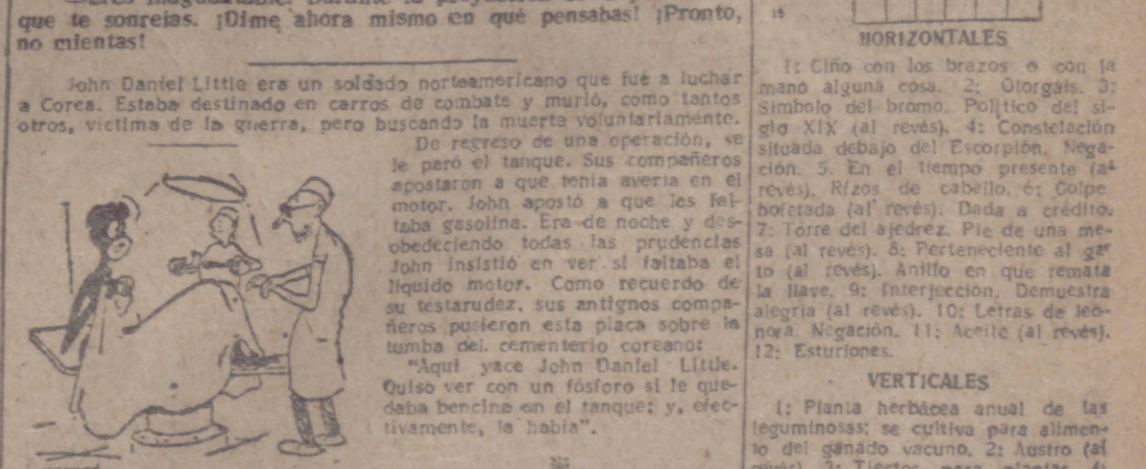 que te sonreías. ¡Dime ahora mismo en qué pensabas! ¡Pronto,
no mientas!
John Daniel Little era un soldado norteamericano que fué a luchar
a Corea. Estaba destinado en carros de combate y murió, como tantos
otros, víctima de la guerra, pero buscando la muerte voluntariamente.
De regreso de una operación, se
le paró el tanque. Sus compañeros
apostaron a que tenía avería en el
motor. John apostó a que les fal-
taba gasolina. Era de noche y des-
obedeciendo todas las prudencias
John insistió en ver si faltaba el
líquido motor. Como recuerdo de
su testarudez, sus antignos compa-
ñeros pusieron esta placa sobre la
tumba del cementerio coreano:
"Aquí yace John Daniel Little.
Quiso ver con un fósforo si le que-
daba bencina en el tanque; y, efec-
tivamente, la había".
14
HORIZONTALES
1: Ciño con los brazos o con la
mano alguna cosa. 2: Otorgáis. 3:
Símbolo del bromo. Político del si-
glo XIX (al revés). 4: Constelación
situada debajo del Escorpión. Nega-
ción. 5. En el tiempo presente (al
revés). Rizos de cabello. 6: Golpe,
bofetada (al revés). Dada a crédito.
7: Torre del ajedrez. Pie de una me-
sa (al revés). 8: Perteneciente al ga-
to (al revés). Anillo en que remata
la llave. 9: Interjección. Demuestra
alegría (al revés). 10: Letras de leo-
nora. Negación. 11: Aceite (al revés).
12: Esturiones.
VERTICALES
1: Planta herbácea anual de las
leguminosas; se cultiva para alimen-
to del ganado vacuno. 2: Austro (al